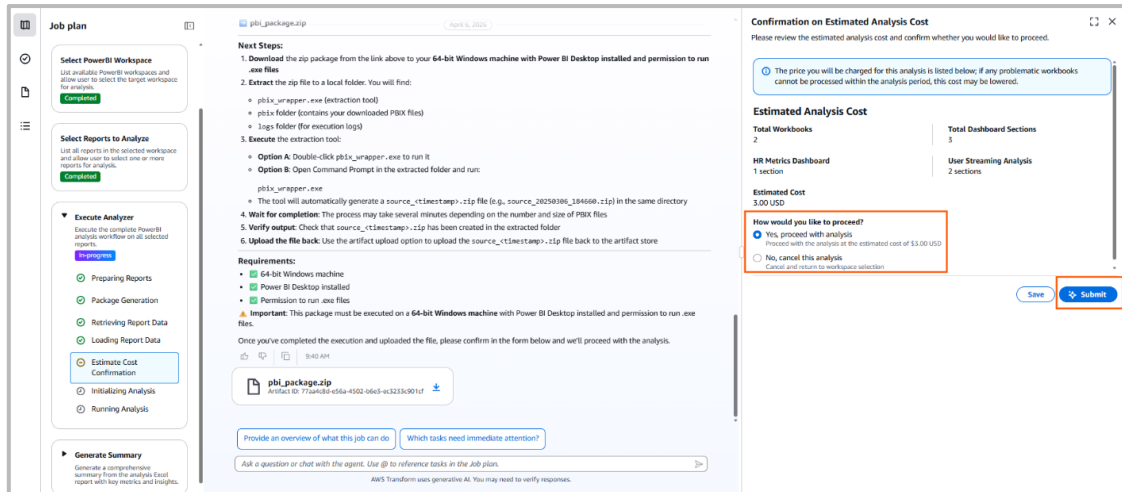 Job plan
Select PowerBI Workspace
List available PowerBI workspaces and
allow user to select the target workspace
for analysis.
Completed
Select Reports to Analyze
List all reports in the selected workspace
and allow user to select one or more
reports for analysis.
Completed
Execute Analyzer
Execute the complete PowerBI
analysis workflow on all selected
reports.
In-progress
Preparing Reports
Package Generation
Retrieving Report Data
Loading Report Data
Estimate Cost
Confirmation
Initializing Analysis
Running Analysis
Generate Summary
Generate a comprehensive
summary from the analysis Excel
report with key metrics and insights.
pbi_package.zip
April 6, 2026
Next Steps:
1. Download the zip package from the link above to your 64-bit Windows machine with Power BI Desktop installed and permission to run
.exe files
2. Extract the zip file to a local folder. You will find:
pbix_wrapper.exe (extraction tool)
pbix folder (contains your downloaded PBIX files)
logs folder (for execution logs)
3. Execute the extraction tool:
Option A: Double-click pbix_wrapper.exe to run it
Option B: Open Command Prompt in the extracted folder and run:
pbix_wrapper.exe
The tool will automatically generate a source_<timestamp>.zip file (e.g., source_20250306_184660.zip) in the same directory
4. Wait for completion: The process may take several minutes depending on the number and size of PBIX files
5. Verify output: Check that source_<timestamp>.zip has been created in the extracted folder
6. Upload the file back: Use the artifact upload option to upload the source_<timestamp>.zip file back to the artifact store
Requirements:
64-bit Windows machine
Power BI Desktop installed
Permission to run .exe files
Important: This package must be executed on a 64-bit Windows machine with Power BI Desktop installed and permission to run .exe
files.
Once you've completed the execution and uploaded the file, please confirm in the form below and we'll proceed with the analysis.
9:40 AM
pbi_package.zip
Artifact ID: 77aa4c8d-e56a-4502-b6e3-ec3233c901cf
Provide an overview of what this job can do
Which tasks need immediate attention?
Ask a question or chat with the agent. Use @ to reference tasks in the Job plan.
AWS Transform uses generative AI. You may need to verify responses.
Confirmation on Estimated Analysis Cost
Please review the estimated analysis cost and confirm whether you would like to proceed.
The price you will be charged for this analysis is listed below; if any problematic workbooks
cannot be processed within the analysis period, this cost may be lowered.
Estimated Analysis Cost
Total Workbooks
2
Total Dashboard Sections
3
HR Metrics Dashboard
1 section
User Streaming Analysis
2 sections
Estimated Cost
3.00 USD
How would you like to proceed?
Yes, proceed with analysis
Proceed with the analysis at the estimated cost of $3.00 USD
No, cancel this analysis
Cancel and return to workspace selection
Save
Submit